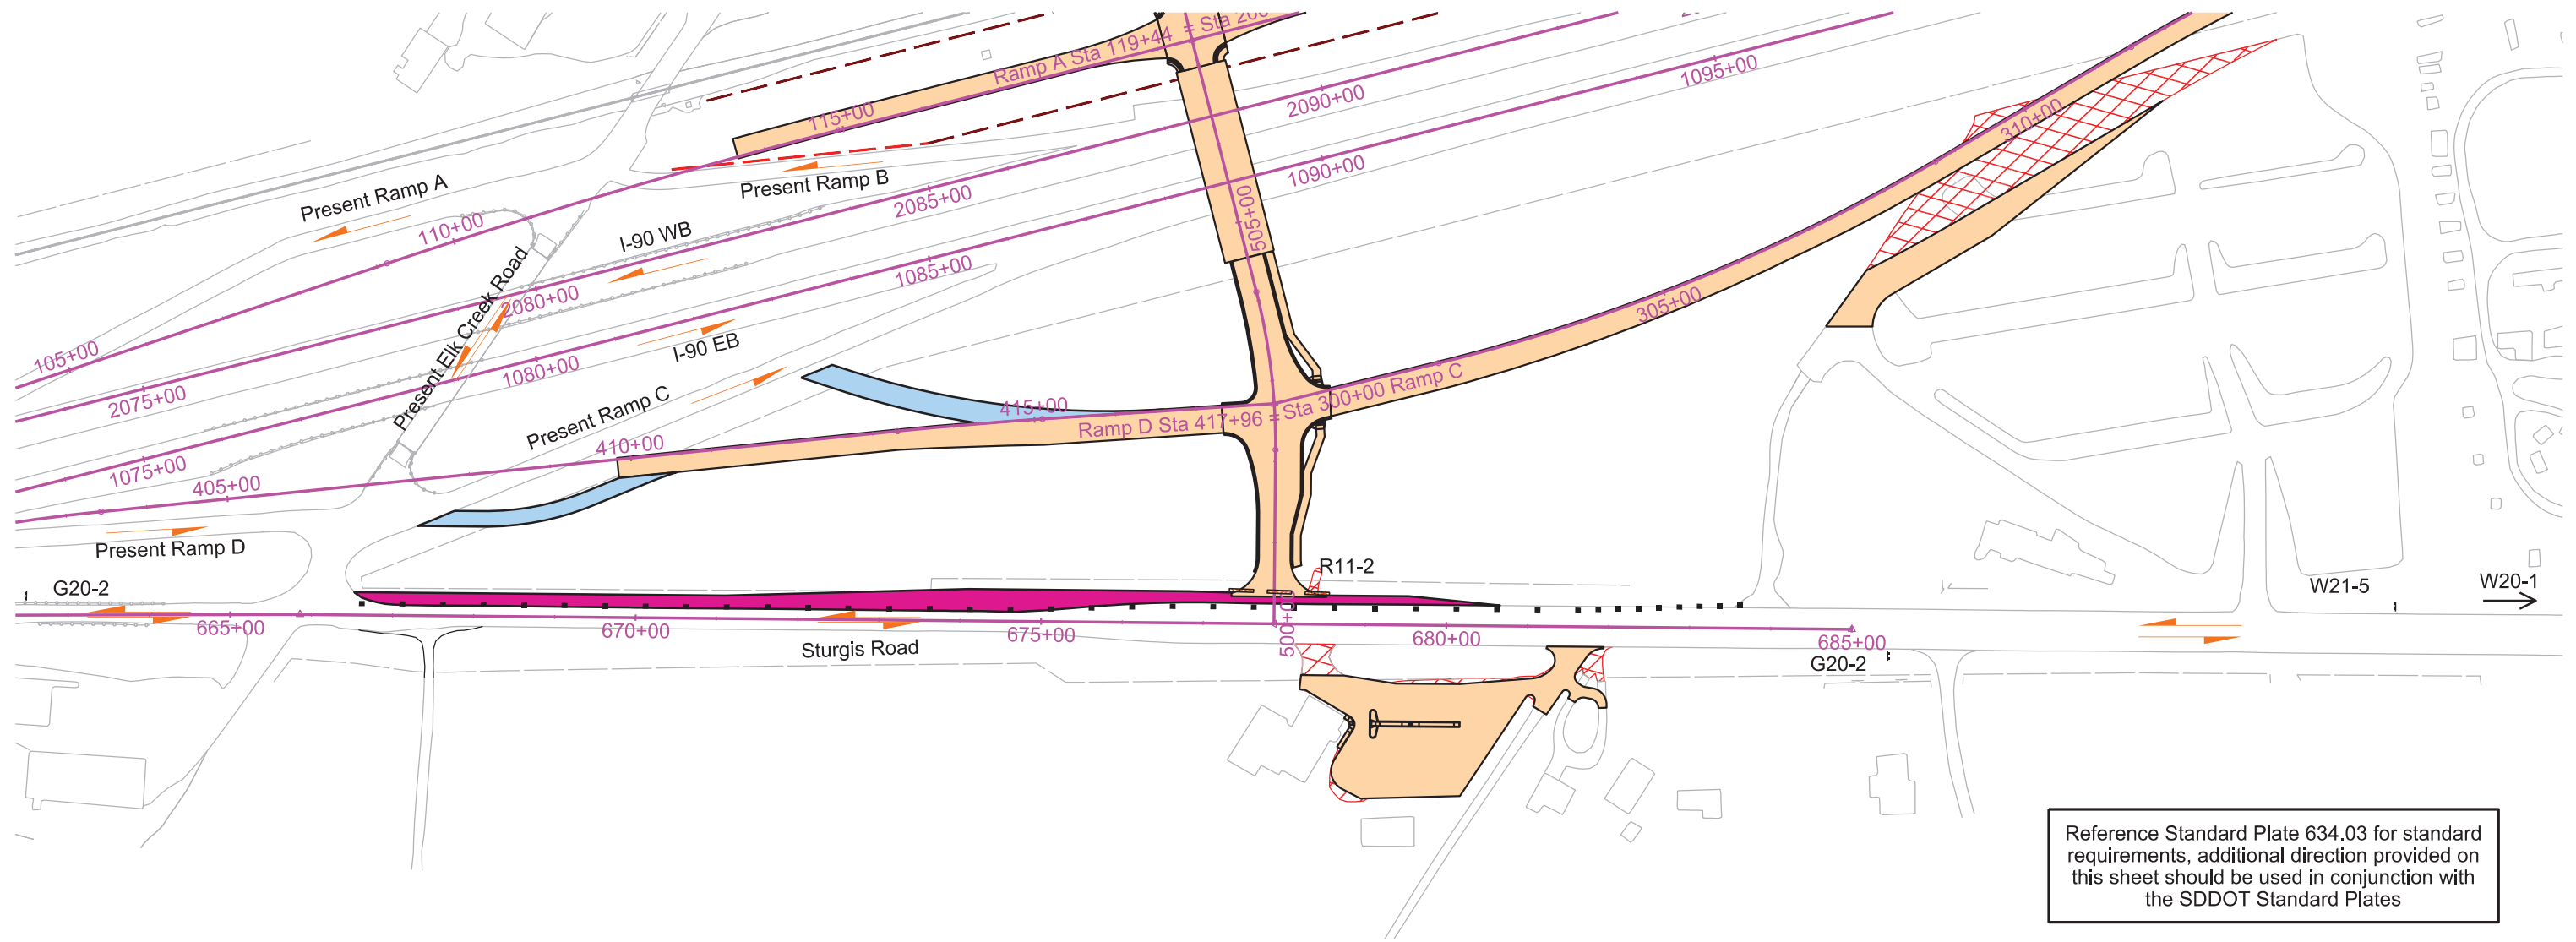 Ramp A Sta 119+44 = Sta 200
115+00
2090+00
1095+00
310+00
Present Ramp A
Present Ramp B
110+00
2085+00
1090+00
I-90 WB
505+00
Present Elk Creek Road
2080+00
1085+00
305+00
105+00
I-90 EB
2075+00
1080+00
Present Ramp C
415+00
Ramp D Sta 417+96 = Sta 300+00 Ramp C
410+00
1075+00
405+00
Present Ramp D
G20-2
R11-2
W21-5
W20-1
665+00
670+00
675+00
500+00
680+00
685+00
Sturgis Road
G20-2
Reference Standard Plate 634.03 for standard
requirements, additional direction provided on
this sheet should be used in conjunction with
the SDDOT Standard Plates